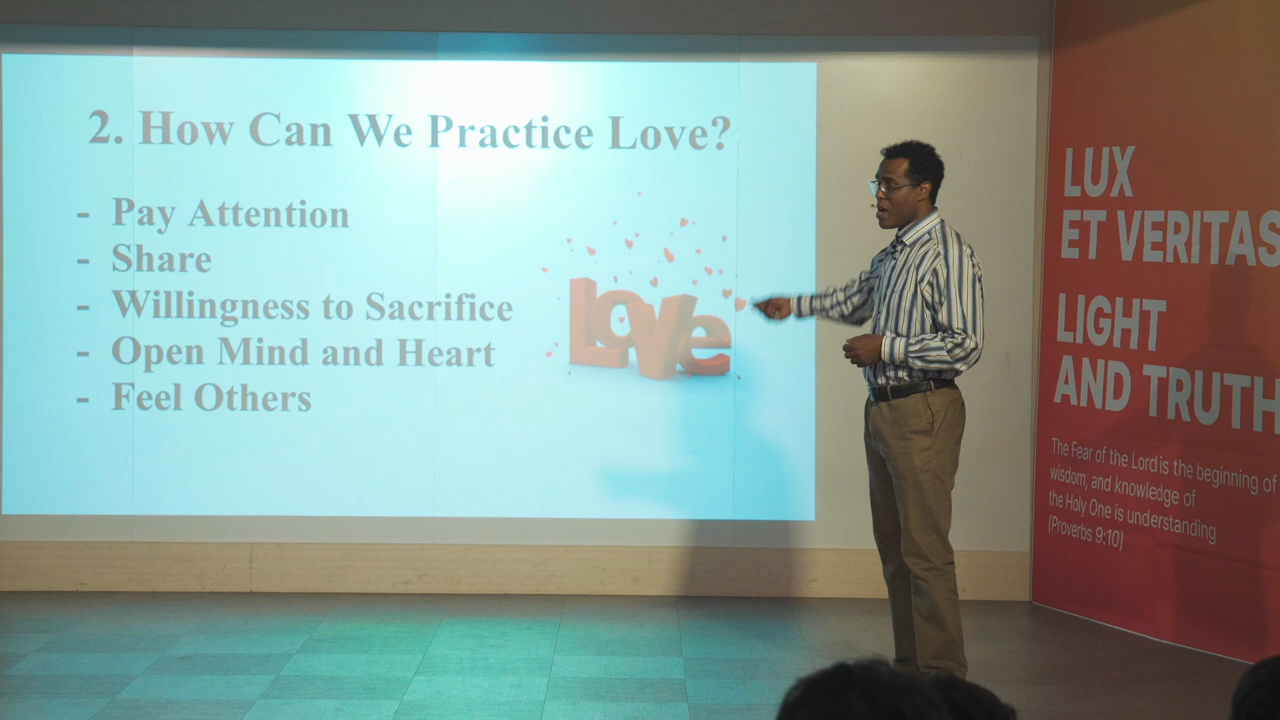 2. How Can We Practice Love?
- Pay Attention
- Share
- Willingness to Sacrifice
- Open Mind and Heart
- Feel Others
Love
LUX
ET VERITAS
LIGHT
AND TRUTH
The Fear of the Lord is the beginning of
wisdom, and knowledge of
the Holy One is understanding
(Proverbs 9:10)